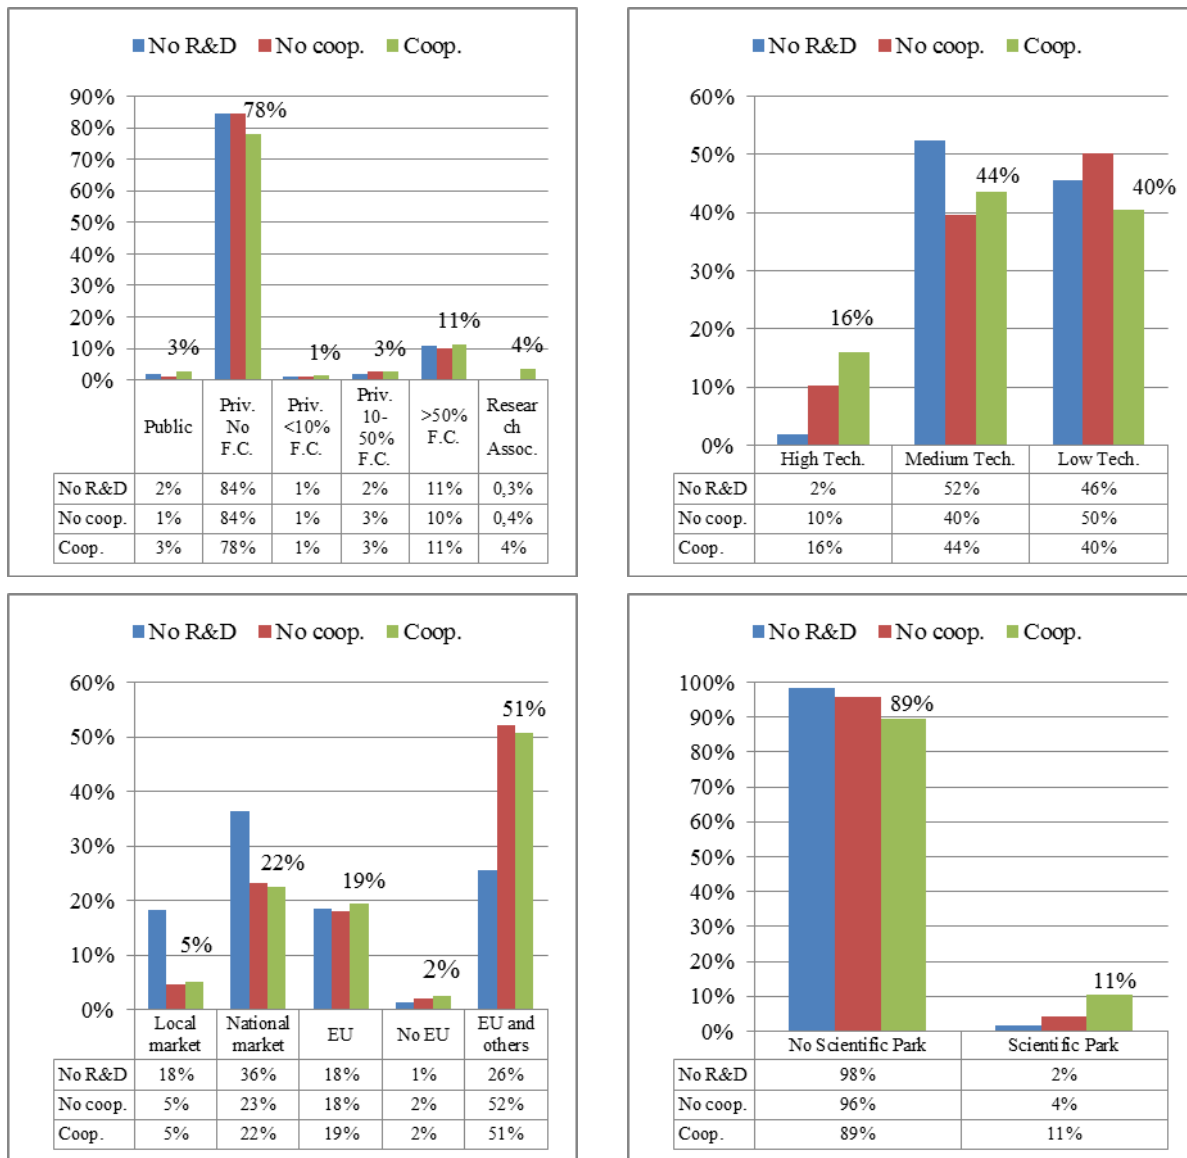 No R&D No coop. Coop.
90%
80%
70%
60%
50%
40%
30%
20%
10%
0%
3%
78%
1%
3%
11%
4%
Public
Priv.
No
F.C.
Priv.
<10%
F.C.
Priv.
10-
50%
F.C.
>50%
F.C.
Resear
ch
Assoc.
No R&D 2% 84% 1% 2% 11% 0,3%
No coop. 1% 84% 1% 3% 10% 0,4%
Coop. 3% 78% 1% 3% 11% 4%
No R&D No coop. Coop.
60%
50%
40%
30%
20%
10%
0%
16%
44%
40%
High Tech. Medium Tech. Low Tech.
No R&D 2% 52% 46%
No coop. 10% 40% 50%
Coop. 16% 44% 40%
No R&D No coop. Coop.
60%
50%
40%
30%
20%
10%
0%
5%
22%
19%
2%
51%
Local
market
National
market
EU
No EU
EU and
others
No R&D 18% 36% 18% 1% 26%
No coop. 5% 23% 18% 2% 52%
Coop. 5% 22% 19% 2% 51%
No R&D No coop. Coop.
100%
90%
80%
70%
60%
50%
40%
30%
20%
10%
0%
89%
11%
No Scientific Park Scientific Park
No R&D 98% 2%
No coop. 96% 4%
Coop. 89% 11%